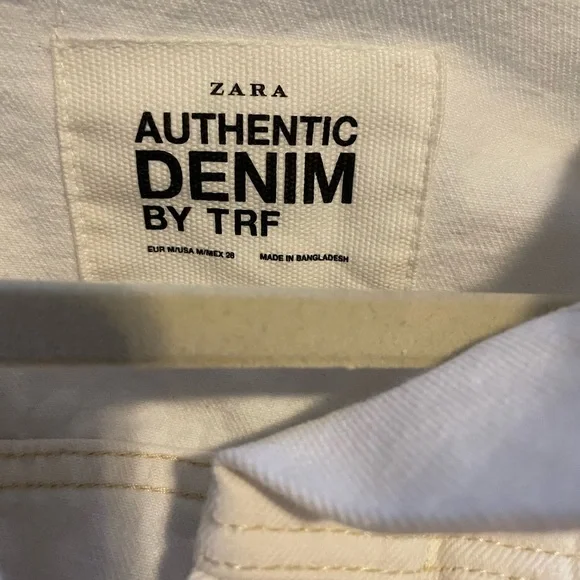 ZARA
AUTHENTIC
DENIM
BY TRF
EUR M/USA M/MEX 28 MADE IN BANGLADESH